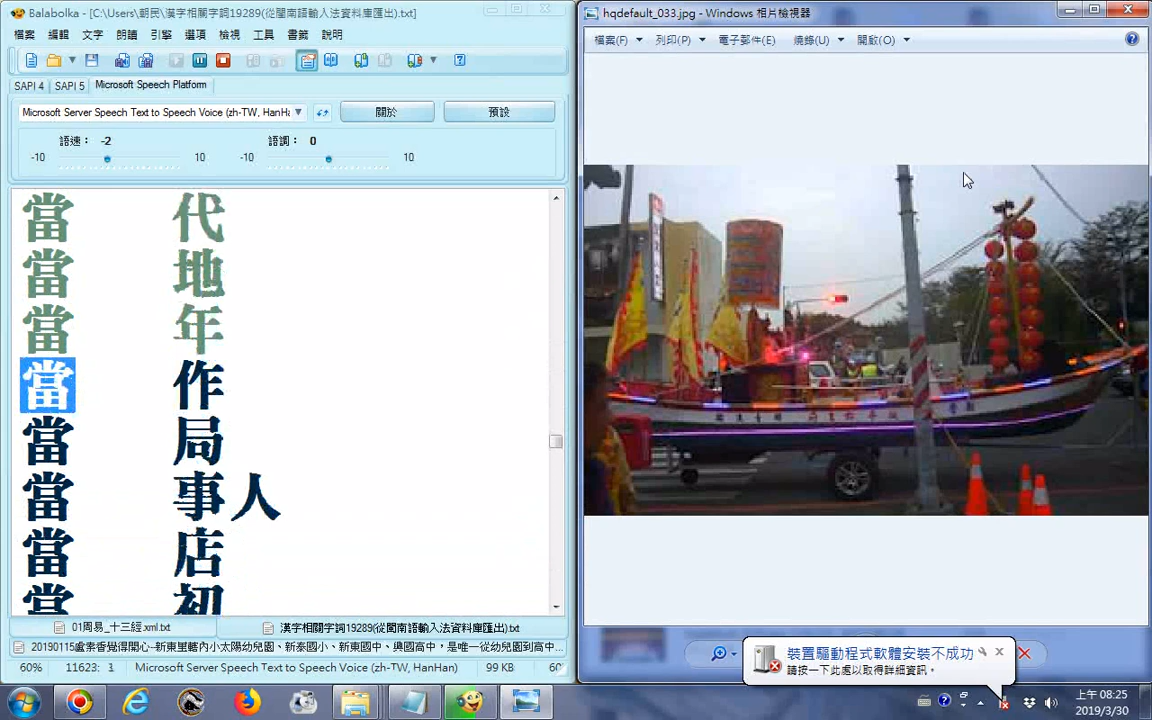 Balabolka - [C:\Users\朝民\漢字相關字詞19289(從閩南語輸入法資料庫匯出).txt]
檔案 編輯 文字 朗讀 引擎 選項 檢視 工具 書籤 說明
SAPI 4 SAPI 5 Microsoft Speech Platform
Microsoft Server Speech Text to Speech Voice (zh-TW, HanHa
關於 預設
語速： -2 語調： 0
-10 10 -10 10
當 代
當 地
當 年
當 作
當 局
當 事人
當 店
當 初
01周易_十三經.xml.txt 漢字相關字詞19289(從閩南語輸入法資料庫匯出).txt
20190115盧素香覺得開心--新東里轄內小太陽幼兒園、新泰國小、新東國中、興國高中，是唯一從幼兒園到高中...
60% 11623: 1 Microsoft Server Speech Text to Speech Voice (zh-TW, HanHan) 99 KB
hqdefault_033.jpg - Windows 相片檢視器
檔案(F) 列印(P) 電子郵件(E) 燒錄(U) 開啟(O)
裝置驅動程式軟體安裝不成功
請按一下此處以取得詳細資訊。
上午 08:25
2019/3/30